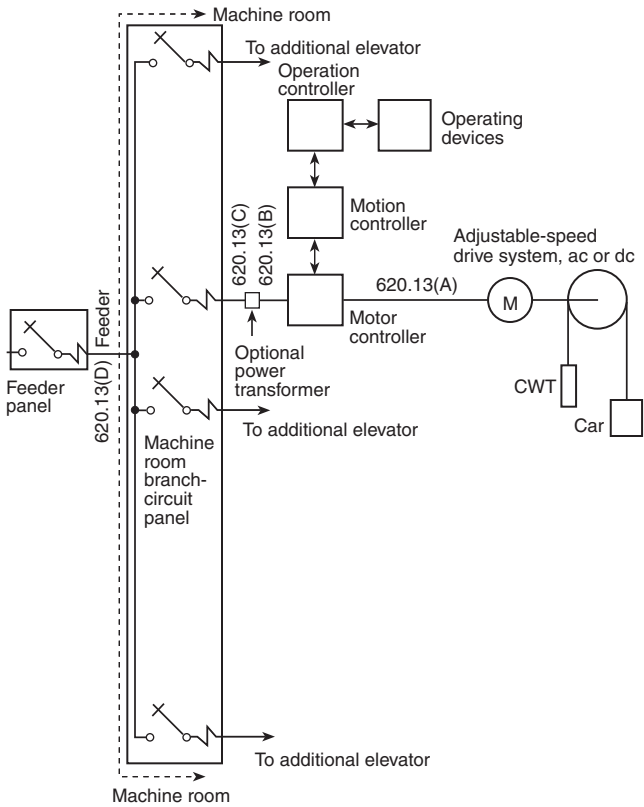 Machine room
To additional elevator
Operation
controller
Operating
devices
Motion
controller
620.13(C)
620.13(B)
Adjustable-speed
drive system, ac or dc
620.13(A)
M
Motor
controller
Feeder
620.13(D)
Feeder
panel
Optional
power
transformer
CWT
Car
To additional elevator
Machine
room
branch-
circuit
panel
To additional elevator
Machine room